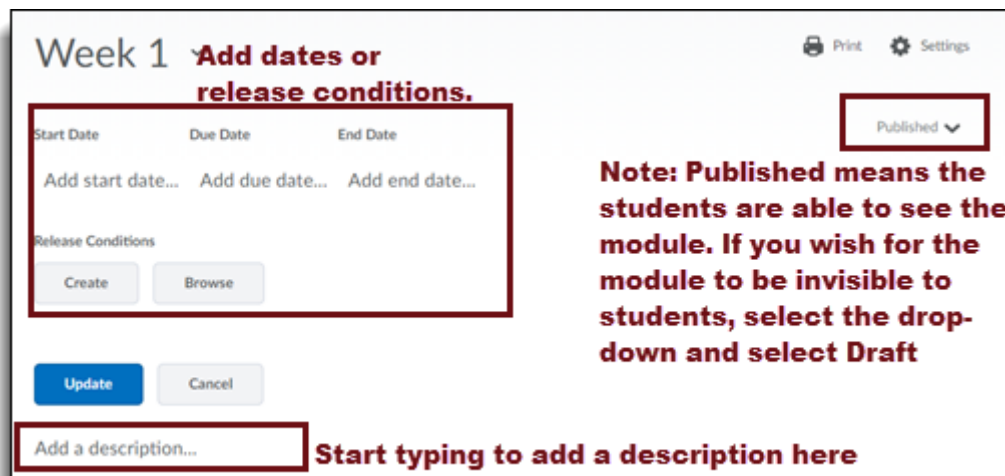 Week 1
Add dates or
release conditions.
Print
Settings
Start Date
Due Date
End Date
Published
Add start date...
Add due date...
Add end date...
Note: Published means the
students are able to see the
module. If you wish for the
module to be invisible to
students, select the drop-
down and select Draft
Release Conditions
Create
Browse
Update
Cancel
Add a description...
Start typing to add a description here